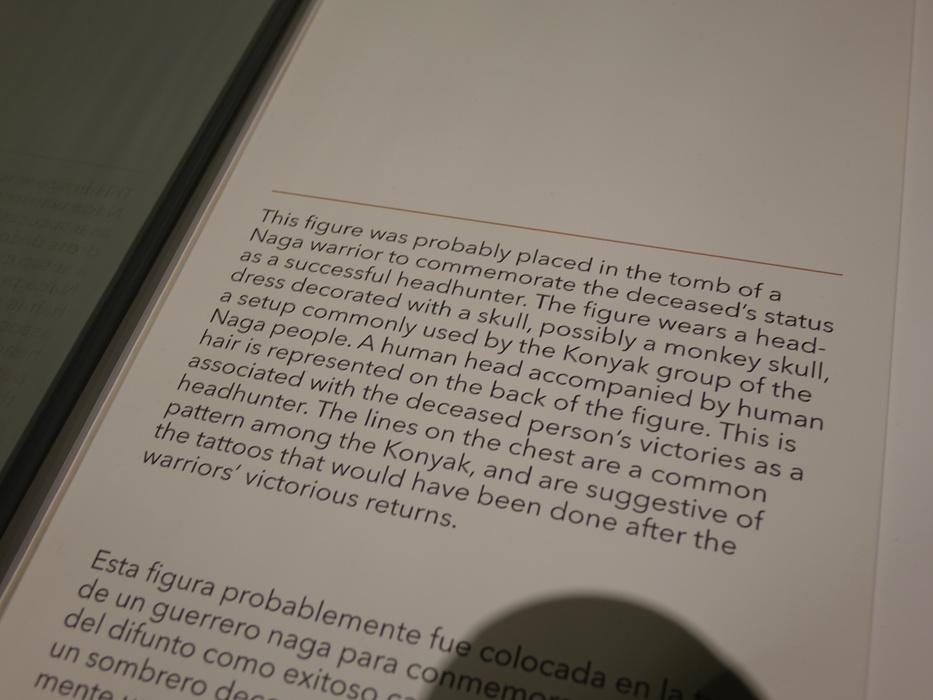 This figure was probably placed in the tomb of a
Naga warrior to commemorate the deceased's status
as a successful headhunter. The figure wears a head-
dress decorated with a skull, possibly a monkey skull,
a setup commonly used by the Konyak group of the
Naga people. A human head accompanied by human
hair is represented on the back of the figure. This is
associated with the deceased person's victories as a
headhunter. The lines on the chest are a common
pattern among the Konyak, and are suggestive of
the tattoos that would have been done after the
warriors' victorious returns.
Esta figura probablemente fue colocada en la
de un guerrero naga para
del difunto como exitoso
un sombrero
mente